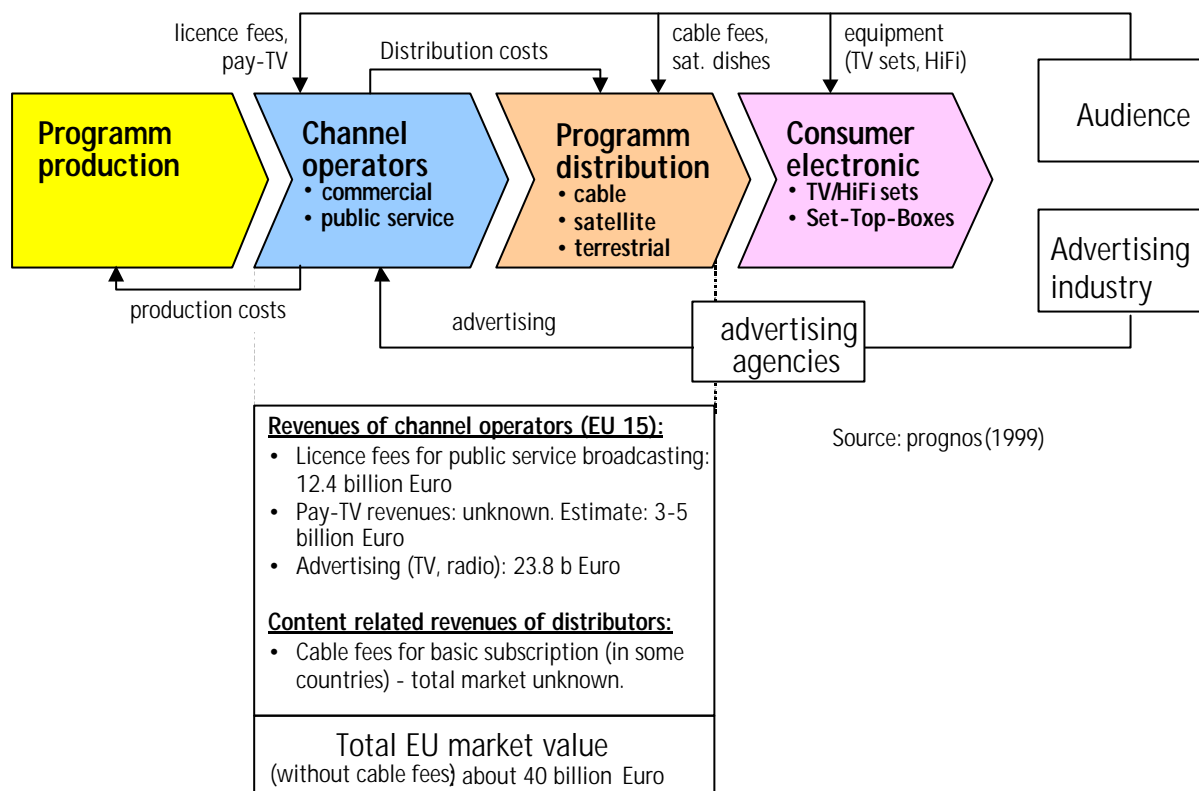 licence fees,
pay-TV
Distribution costs
cable fees,
sat. dishes
equipment
(TV sets, HiFi)
Programm
production
Channel
operators
• commercial
• public service
Programm
distribution
• cable
• satellite
• terrestrial
Consumer
electronic
• TV/HiFi sets
• Set-Top-Boxes
Audience
Advertising
industry
production costs
advertising
advertising
agencies
Revenues of channel operators (EU 15):
• Licence fees for public service broadcasting:
12.4 billion Euro
• Pay-TV revenues: unknown. Estimate: 3-5
billion Euro
• Advertising (TV, radio): 23.8 b Euro
Content related revenues of distributors:
• Cable fees for basic subscription (in some
countries) - total market unknown.
Total EU market value
(without cable fees): about 40 billion Euro
Source: prognos (1999)